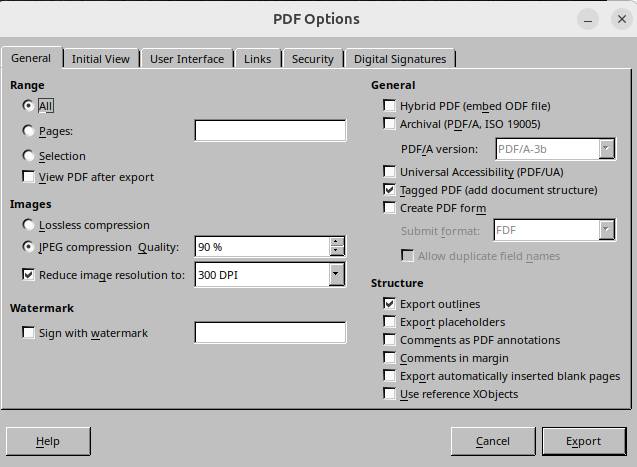 PDF Options
General
Initial View
User Interface
Links
Security
Digital Signatures
Range
All
Pages:
Selection
View PDF after export
Images
Lossless compression
JPEG compression Quality: 90 %
Reduce image resolution to: 300 DPI
Watermark
Sign with watermark
General
Hybrid PDF (embed ODF file)
Archival (PDF/A, ISO 19005)
PDF/A version: PDF/A-3b
Universal Accessibility (PDF/UA)
Tagged PDF (add document structure)
Create PDF form
Submit format: FDF
Allow duplicate field names
Structure
Export outlines
Export placeholders
Comments as PDF annotations
Comments in margin
Export automatically inserted blank pages
Use reference XObjects
Help
Cancel
Export